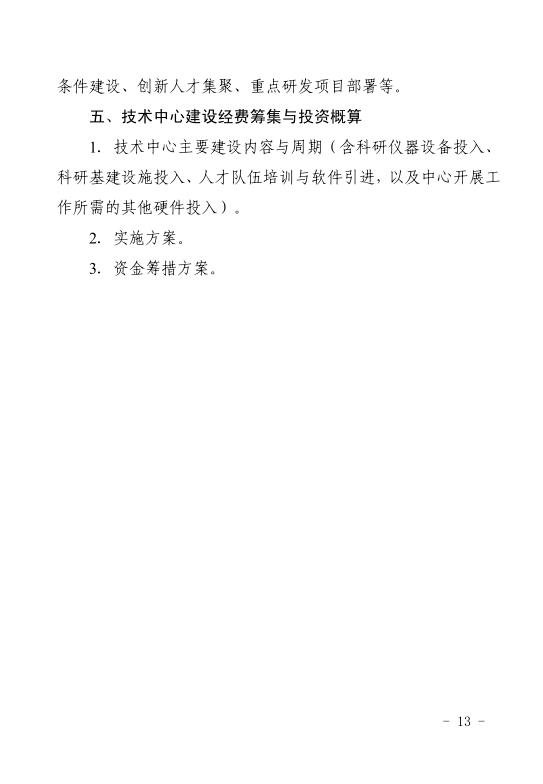 条件建设、创新人才集聚、重点研发项目部署等。
五、技术中心建设经费筹集与投资概算
1. 技术中心主要建设内容与周期（含科研仪器设备投入、
科研基建设施投入、人才队伍培训与软件引进，以及中心开展工
作所需的其他硬件投入）。
2. 实施方案。
3. 资金筹措方案。
- 13 -